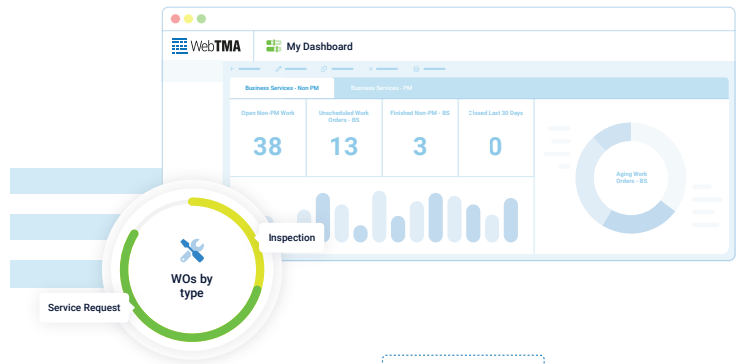 WebTMA
My Dashboard
Business Services - Non PM
Business Services - PM
Open Non-PM Work
Unscheduled Work
Orders - BS
Finished Non-PM - BS
Closed Last 30 Days
38
13
3
0
Aging Work
Orders - BS
Inspection
WOs by
type
Service Request